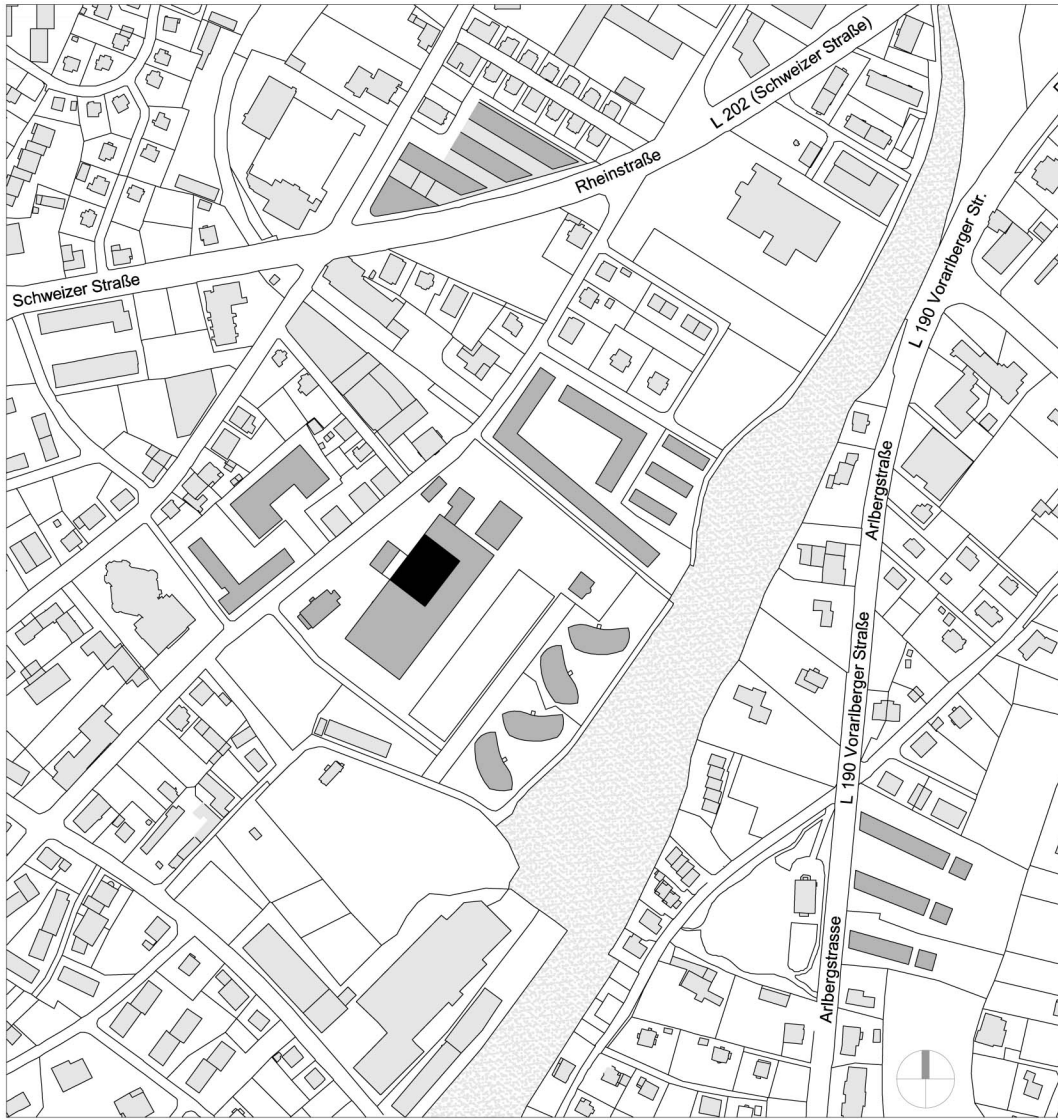 L 202 (Schweizer Straße)
Rheinstraße
Schweizer Straße
L 190 Vorarlberger Str.
Arlbergstraße
L 190 Vorarlberger Straße
Arlbergstrasse